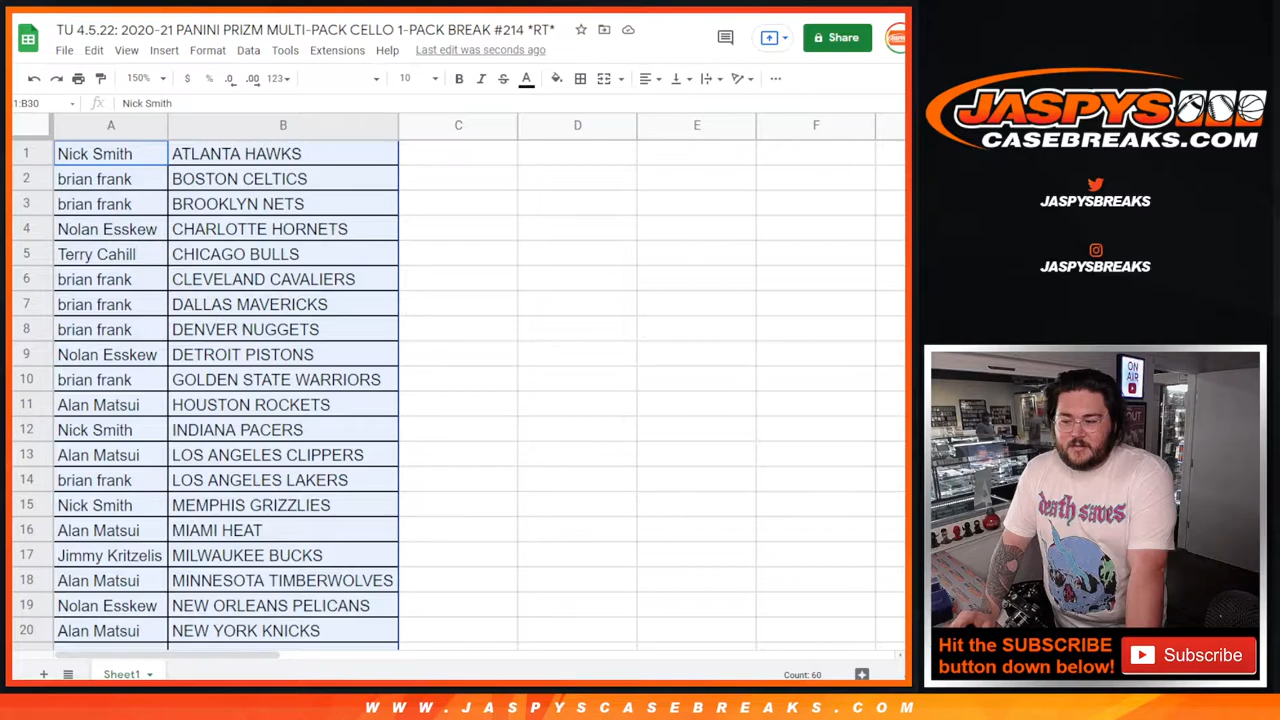 TU 4.5.22: 2020-21 PANINI PRIZM MULTI-PACK CELLO 1-PACK BREAK #214 *RT*
File Edit View Insert Format Data Tools Extensions Help Last edit was seconds ago
Share
150% $ % .0 .00 123 10 B I S A
1:B30 fx Nick Smith
A B C D E F
1 Nick Smith ATLANTA HAWKS
2 brian frank BOSTON CELTICS
3 brian frank BROOKLYN NETS
4 Nolan Esskew CHARLOTTE HORNETS
5 Terry Cahill CHICAGO BULLS
6 brian frank CLEVELAND CAVALIERS
7 brian frank DALLAS MAVERICKS
8 brian frank DENVER NUGGETS
9 Nolan Esskew DETROIT PISTONS
10 brian frank GOLDEN STATE WARRIORS
11 Alan Matsui HOUSTON ROCKETS
12 Nick Smith INDIANA PACERS
13 Alan Matsui LOS ANGELES CLIPPERS
14 brian frank LOS ANGELES LAKERS
15 Nick Smith MEMPHIS GRIZZLIES
16 Alan Matsui MIAMI HEAT
17 Jimmy Kritzelis MILWAUKEE BUCKS
18 Alan Matsui MINNESOTA TIMBERWOLVES
19 Nolan Esskew NEW ORLEANS PELICANS
20 Alan Matsui NEW YORK KNICKS
Sheet1
Count: 60
JASPYS
CASEBREAKS.COM
JASPYSBREAKS
JASPYSBREAKS
ON
AIR
death saves
Hit the SUBSCRIBE
button down below!
Subscribe
WWW.JASPYSCASEBREAKS.COM